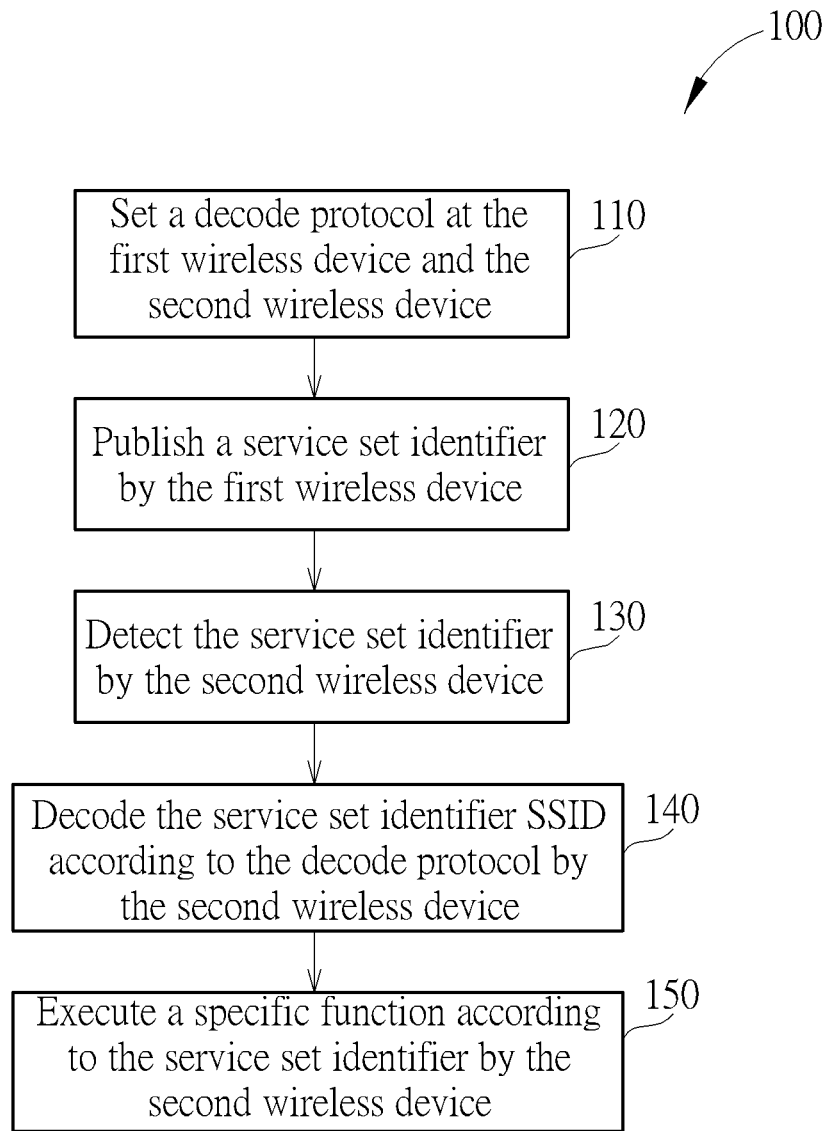 100
Set a decode protocol at the
first wireless device and the
second wireless device
110
Publish a service set identifier
by the first wireless device
120
Detect the service set identifier
by the second wireless device
130
Decode the service set identifier SSID
according to the decode protocol by
the second wireless device
140
Execute a specific function according
to the service set identifier by the
second wireless device
150